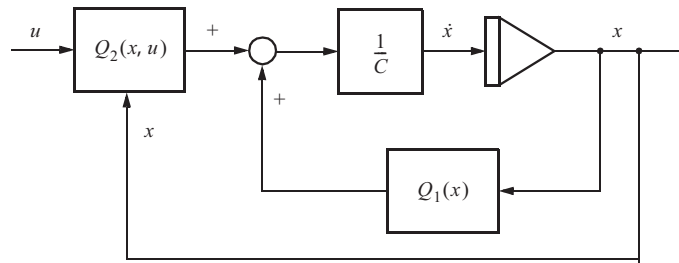 u
Q₂(x, u)
+
1
C
ẋ
x
+
x
Q₁(x)